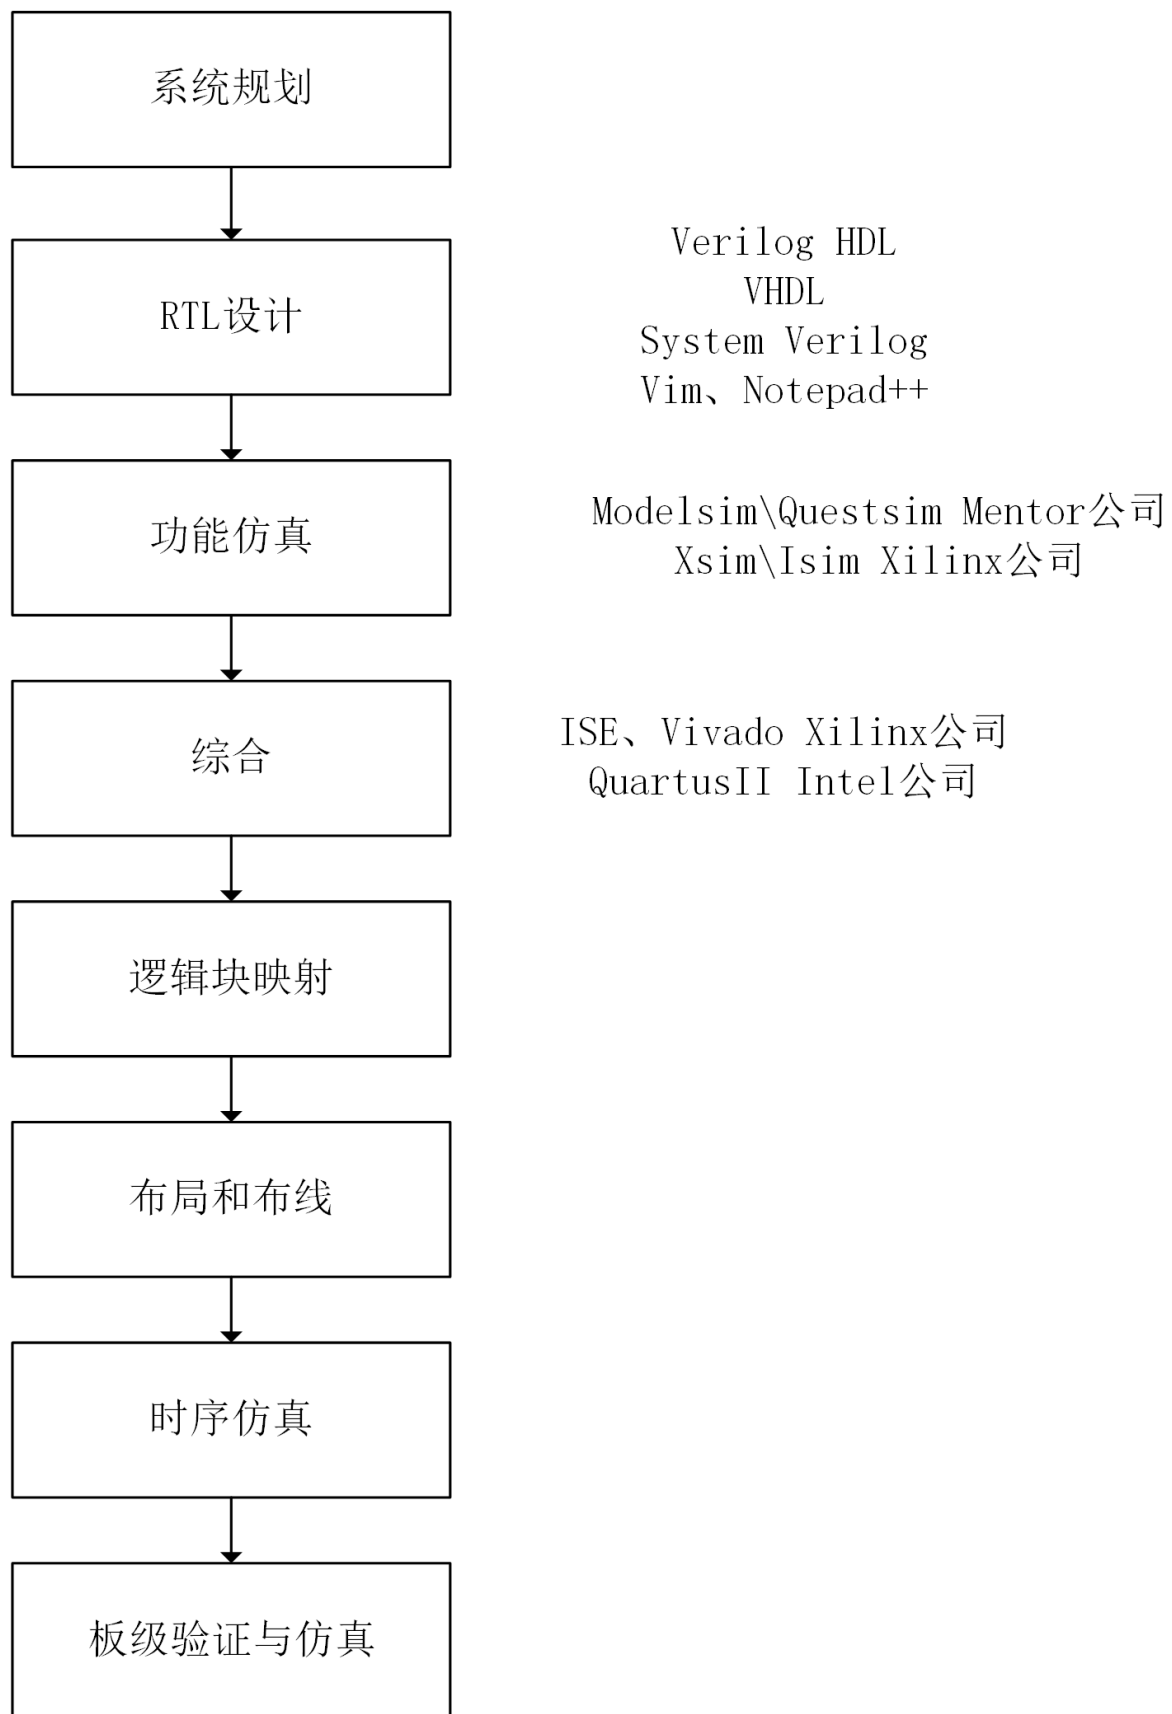 系统规划
RTL设计
Verilog HDL
VHDL
System Verilog
Vim、Notepad++
功能仿真
Modelsim\Questsim Mentor公司
Xsim\Isim Xilinx公司
综合
ISE、Vivado Xilinx公司
QuartusII Intel公司
逻辑块映射
布局和布线
时序仿真
板级验证与仿真